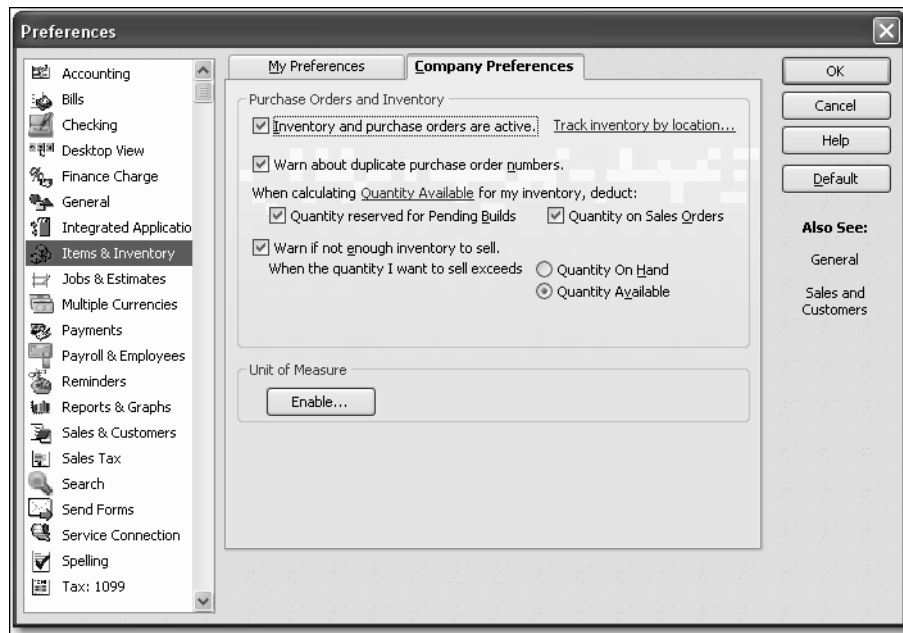 Preferences
Accounting
Bills
Checking
Desktop View
Finance Charge
General
Integrated Applicatio
Items & Inventory
Jobs & Estimates
Multiple Currencies
Payments
Payroll & Employees
Reminders
Reports & Graphs
Sales & Customers
Sales Tax
Search
Send Forms
Service Connection
Spelling
Tax: 1099
My Preferences
Company Preferences
Purchase Orders and Inventory
Inventory and purchase orders are active. Track inventory by location...
Warn about duplicate purchase order numbers.
When calculating Quantity Available for my inventory, deduct:
Quantity reserved for Pending Builds Quantity on Sales Orders
Warn if not enough inventory to sell.
When the quantity I want to sell exceeds Quantity On Hand
Quantity Available
Unit of Measure
Enable...
OK
Cancel
Help
Default
Also See:
General
Sales and
Customers